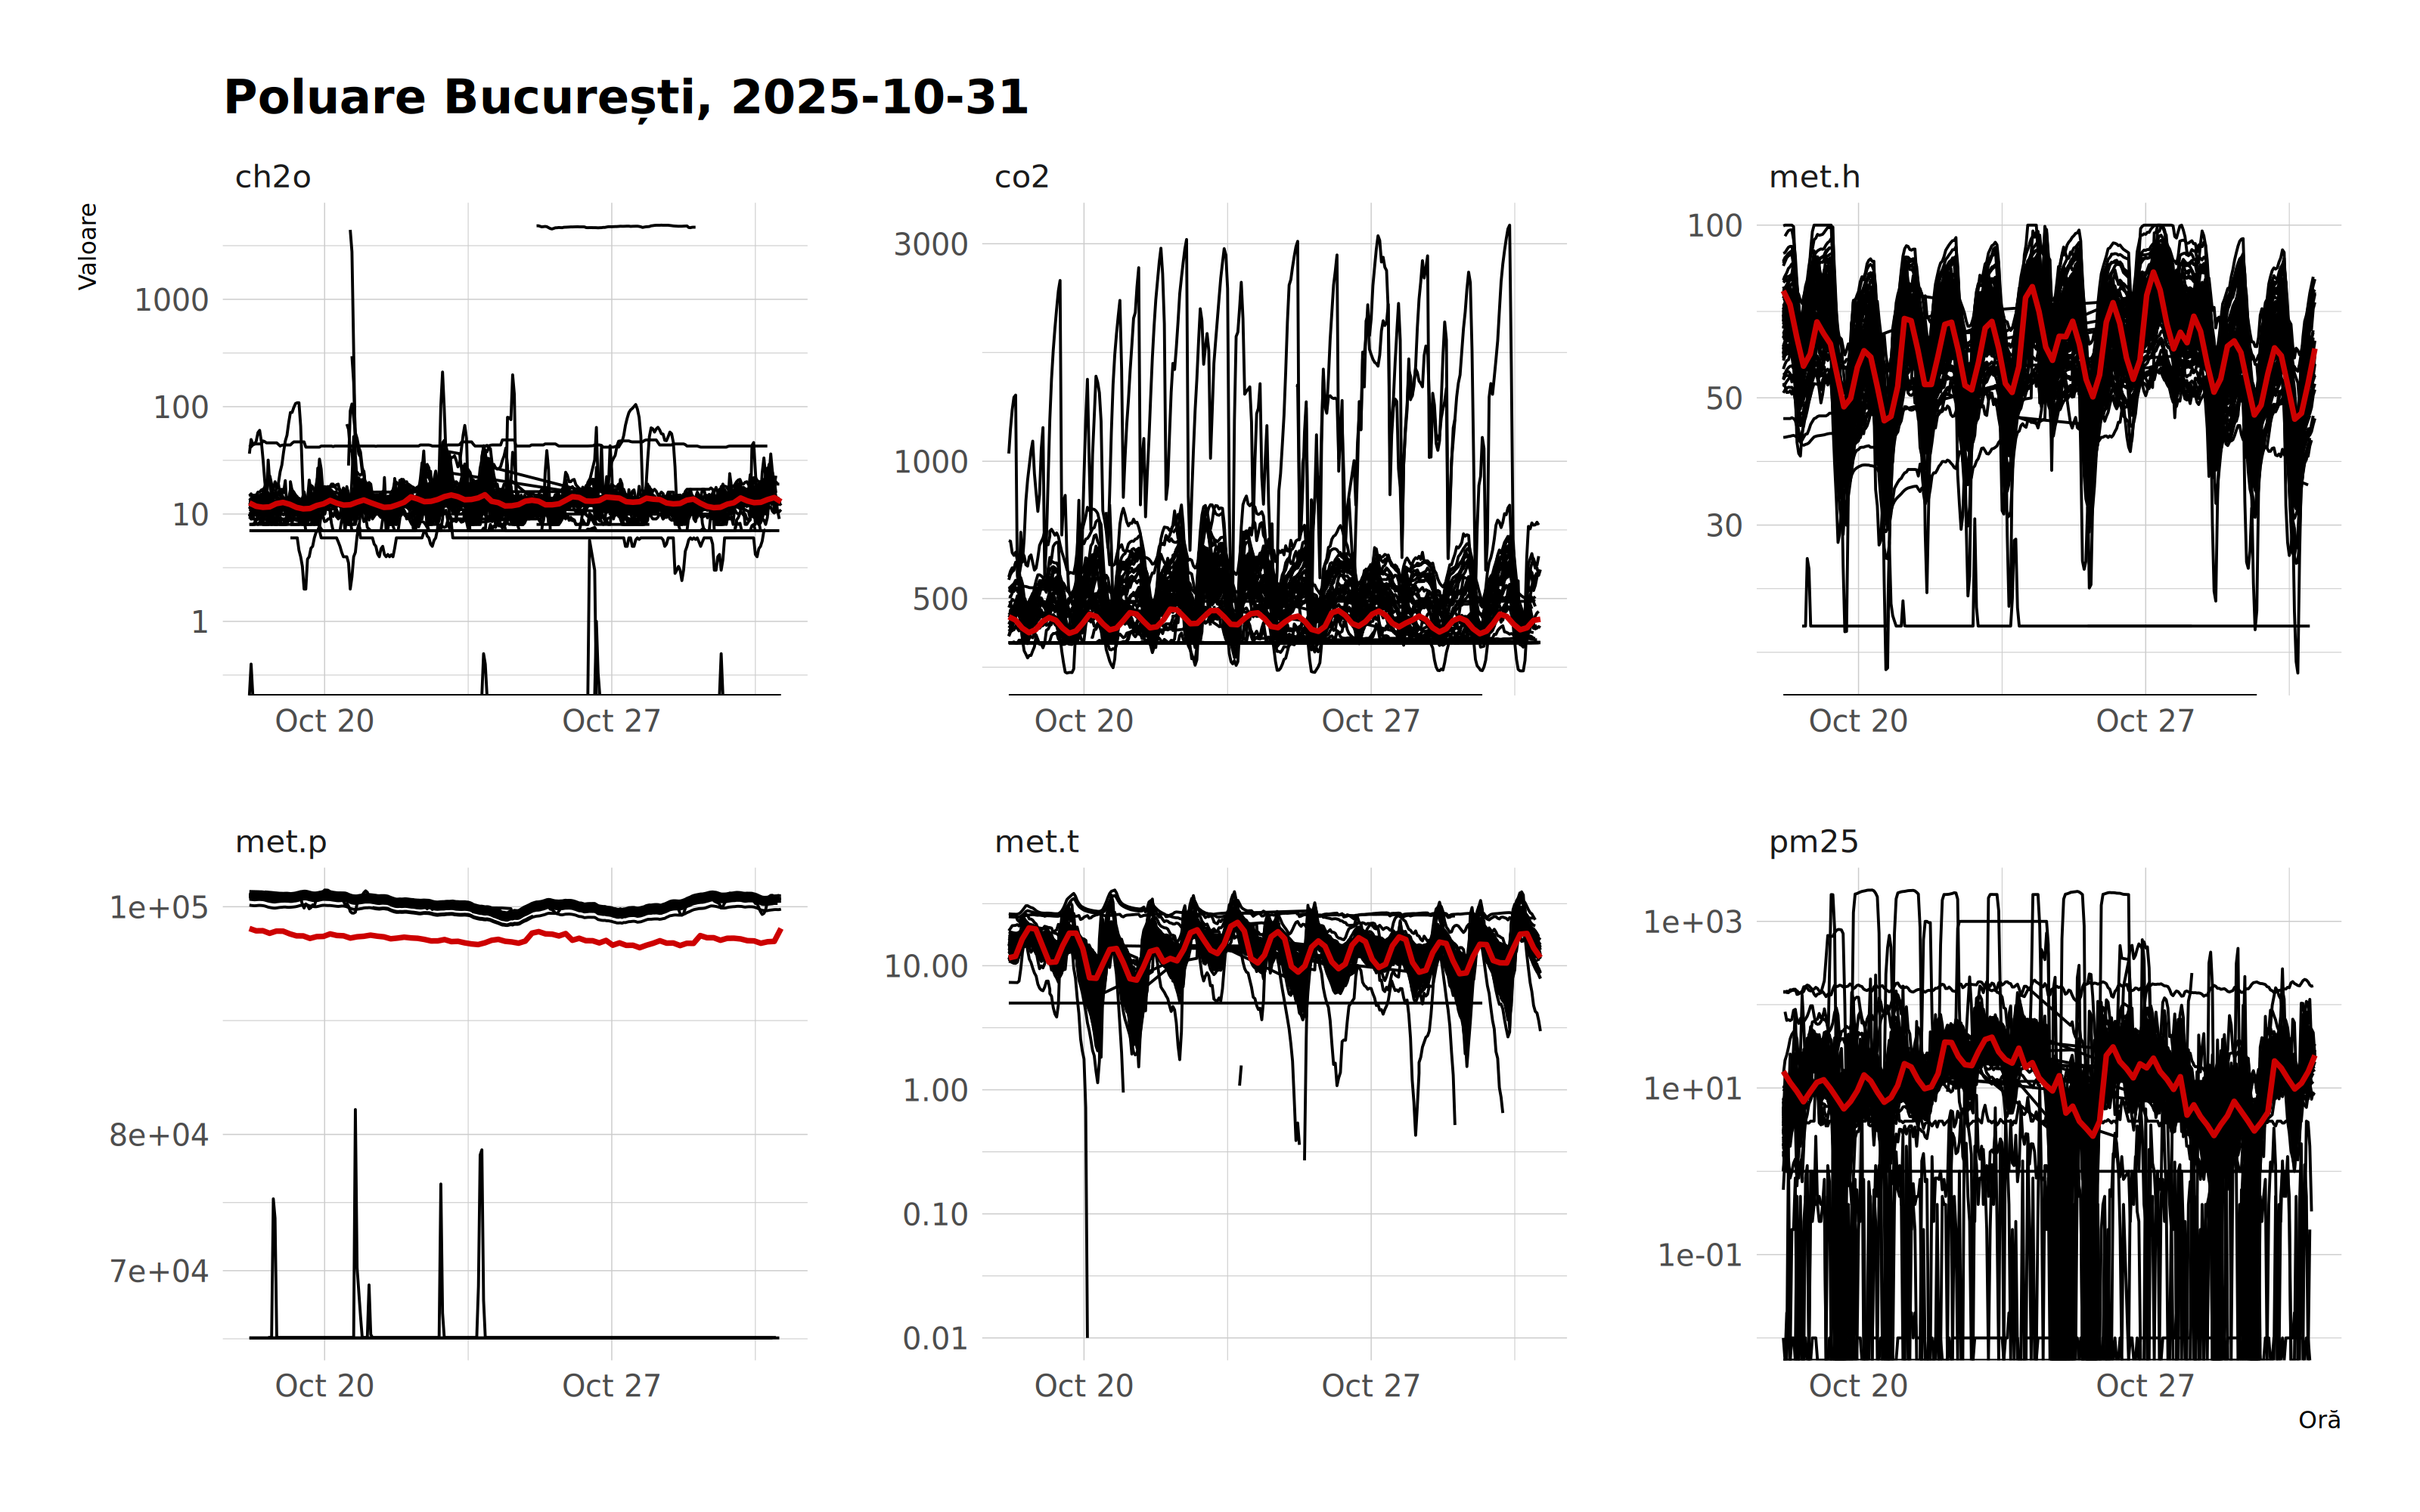 Poluare București, 2025-10-31
Valoare
ch2o
1000
100
10
1
Oct 20
Oct 27
co2
3000
1000
500
Oct 20
Oct 27
met.h
100
50
30
Oct 20
Oct 27
met.p
1e+05
8e+04
7e+04
Oct 20
Oct 27
met.t
10.00
1.00
0.10
0.01
Oct 20
Oct 27
pm25
1e+03
1e+01
1e-01
Oct 20
Oct 27
Oră